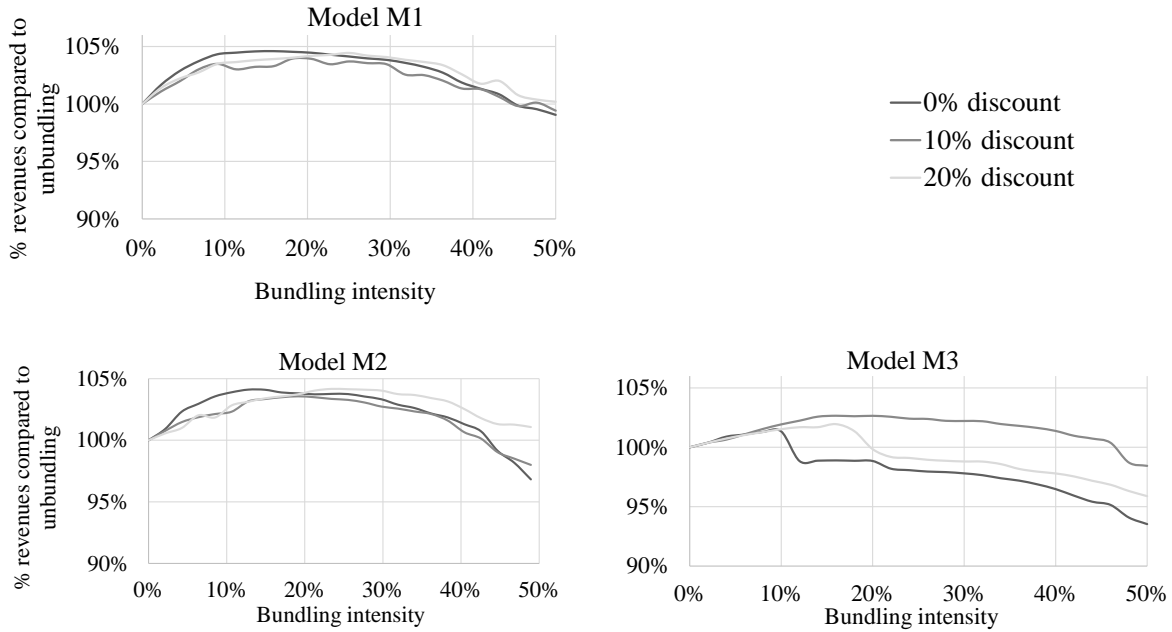 Model M1
% revenues compared to
unbundling
105%
100%
95%
90%
0% 10% 20% 30% 40% 50%
Bundling intensity
0% discount
10% discount
20% discount
Model M2
% revenues compared to
unbundling
105%
100%
95%
90%
0% 10% 20% 30% 40% 50%
Bundling intensity
Model M3
105%
100%
95%
90%
0% 10% 20% 30% 40% 50%
Bundling intensity